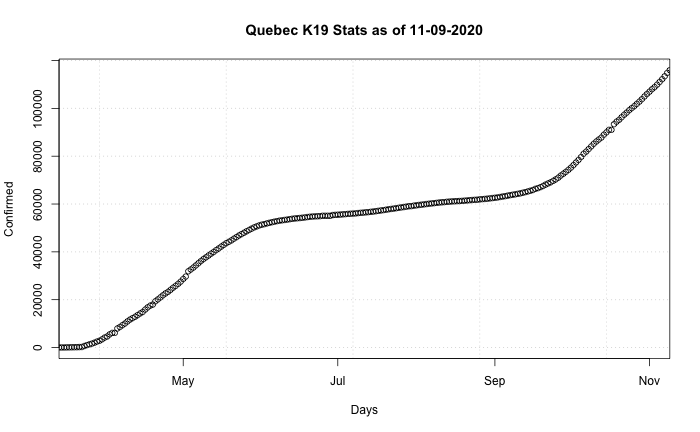 Quebec K19 Stats as of 11-09-2020
Confirmed
100000
80000
60000
40000
20000
0
May Jul Sep Nov
Days